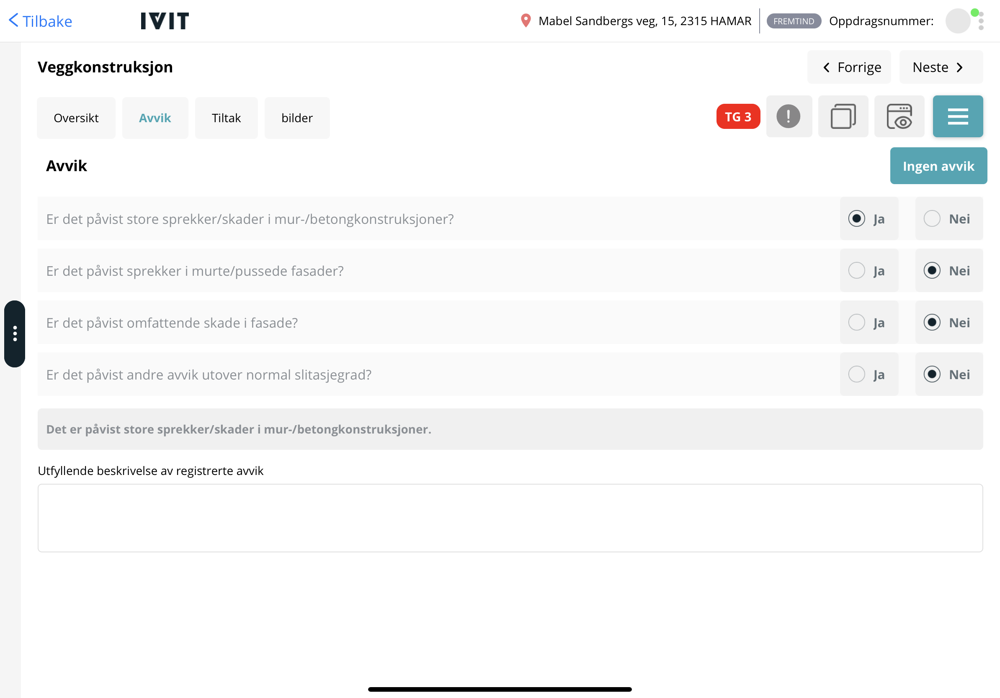 Tilbake
IVIT
Mabel Sandbergs veg, 15, 2315 HAMAR
FREMTIND
Oppdragsnummer:
Veggkonstruksjon
Forrige
Neste
Oversikt
Avvik
Tiltak
bilder
TG 3
Avvik
Ingen avvik
Er det påvist store sprekker/skader i mur-/betongkonstruksjoner?
Ja
Nei
Er det påvist sprekker i murte/pussede fasader?
Ja
Nei
Er det påvist omfattende skade i fasade?
Ja
Nei
Er det påvist andre avvik utover normal slitasjegrad?
Ja
Nei
Det er påvist store sprekker/skader i mur-/betongkonstruksjoner.
Utfyllende beskrivelse av registrerte avvik